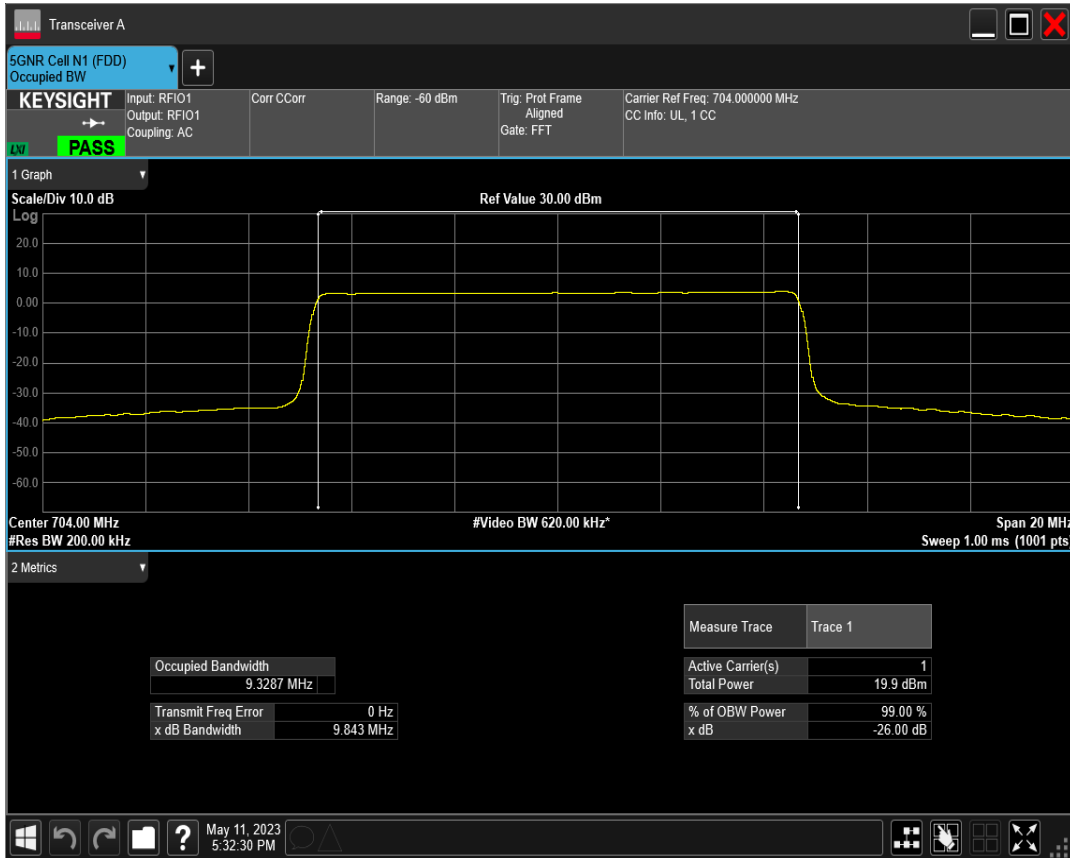 Transceiver A
5GNR Cell N1 (FDD)
Occupied BW
+
KEYSIGHT
LXI
PASS
Input: RFIO1
Output: RFIO1
Coupling: AC
Corr CCorr
Range: -60 dBm
Trig: Prot Frame
Aligned
Gate: FFT
Carrier Ref Freq: 704.000000 MHz
CC Info: UL, 1 CC
1 Graph
Scale/Div 10.0 dB
Ref Value 30.00 dBm
Log
20.0
10.0
0.00
-10.0
-20.0
-30.0
-40.0
-50.0
-60.0
Center 704.00 MHz
#Video BW 620.00 kHz*
Span 20 MHz
#Res BW 200.00 kHz
Sweep 1.00 ms (1001 pts)
2 Metrics
Measure Trace Trace 1
Occupied Bandwidth
9.3287 MHz
Active Carrier(s) 1
Total Power 19.9 dBm
Transmit Freq Error 0 Hz
x dB Bandwidth 9.843 MHz
% of OBW Power 99.00 %
x dB -26.00 dB
?
May 11, 2023
5:32:30 PM